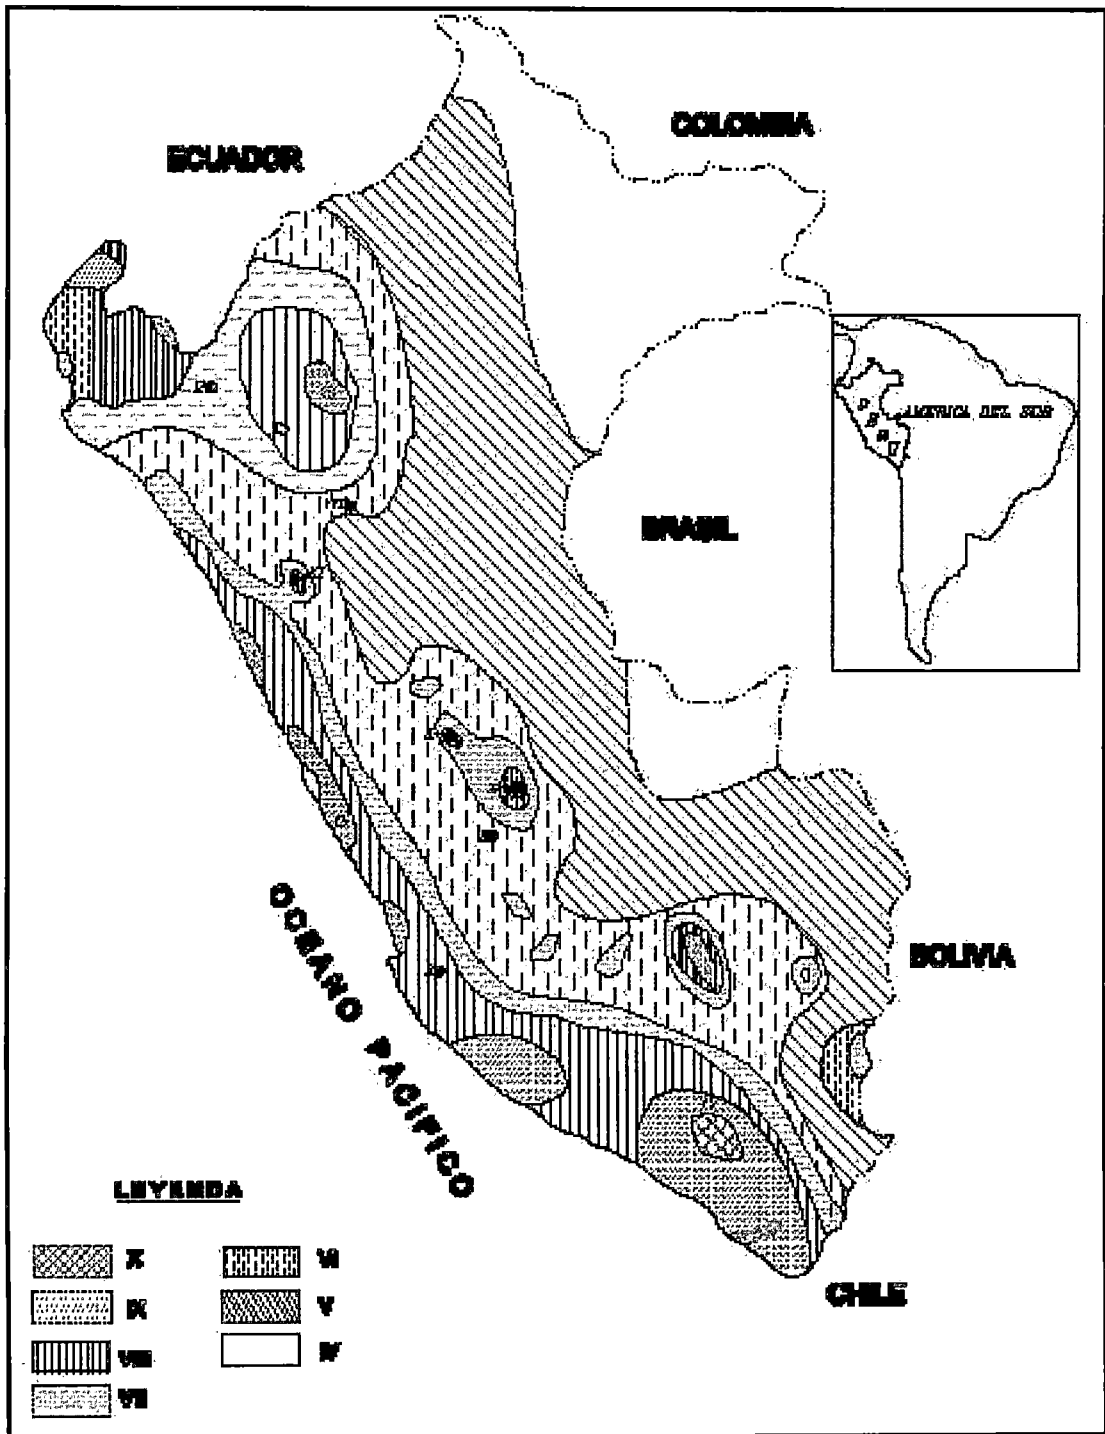 COLOMBIA
ECUADOR
AMERICA DEL SUR
BRASIL
BOLIVIA
OCEANO PACIFICO
CHILE
LEYENDA
X
IX
VIII
VII
VI
V
IV